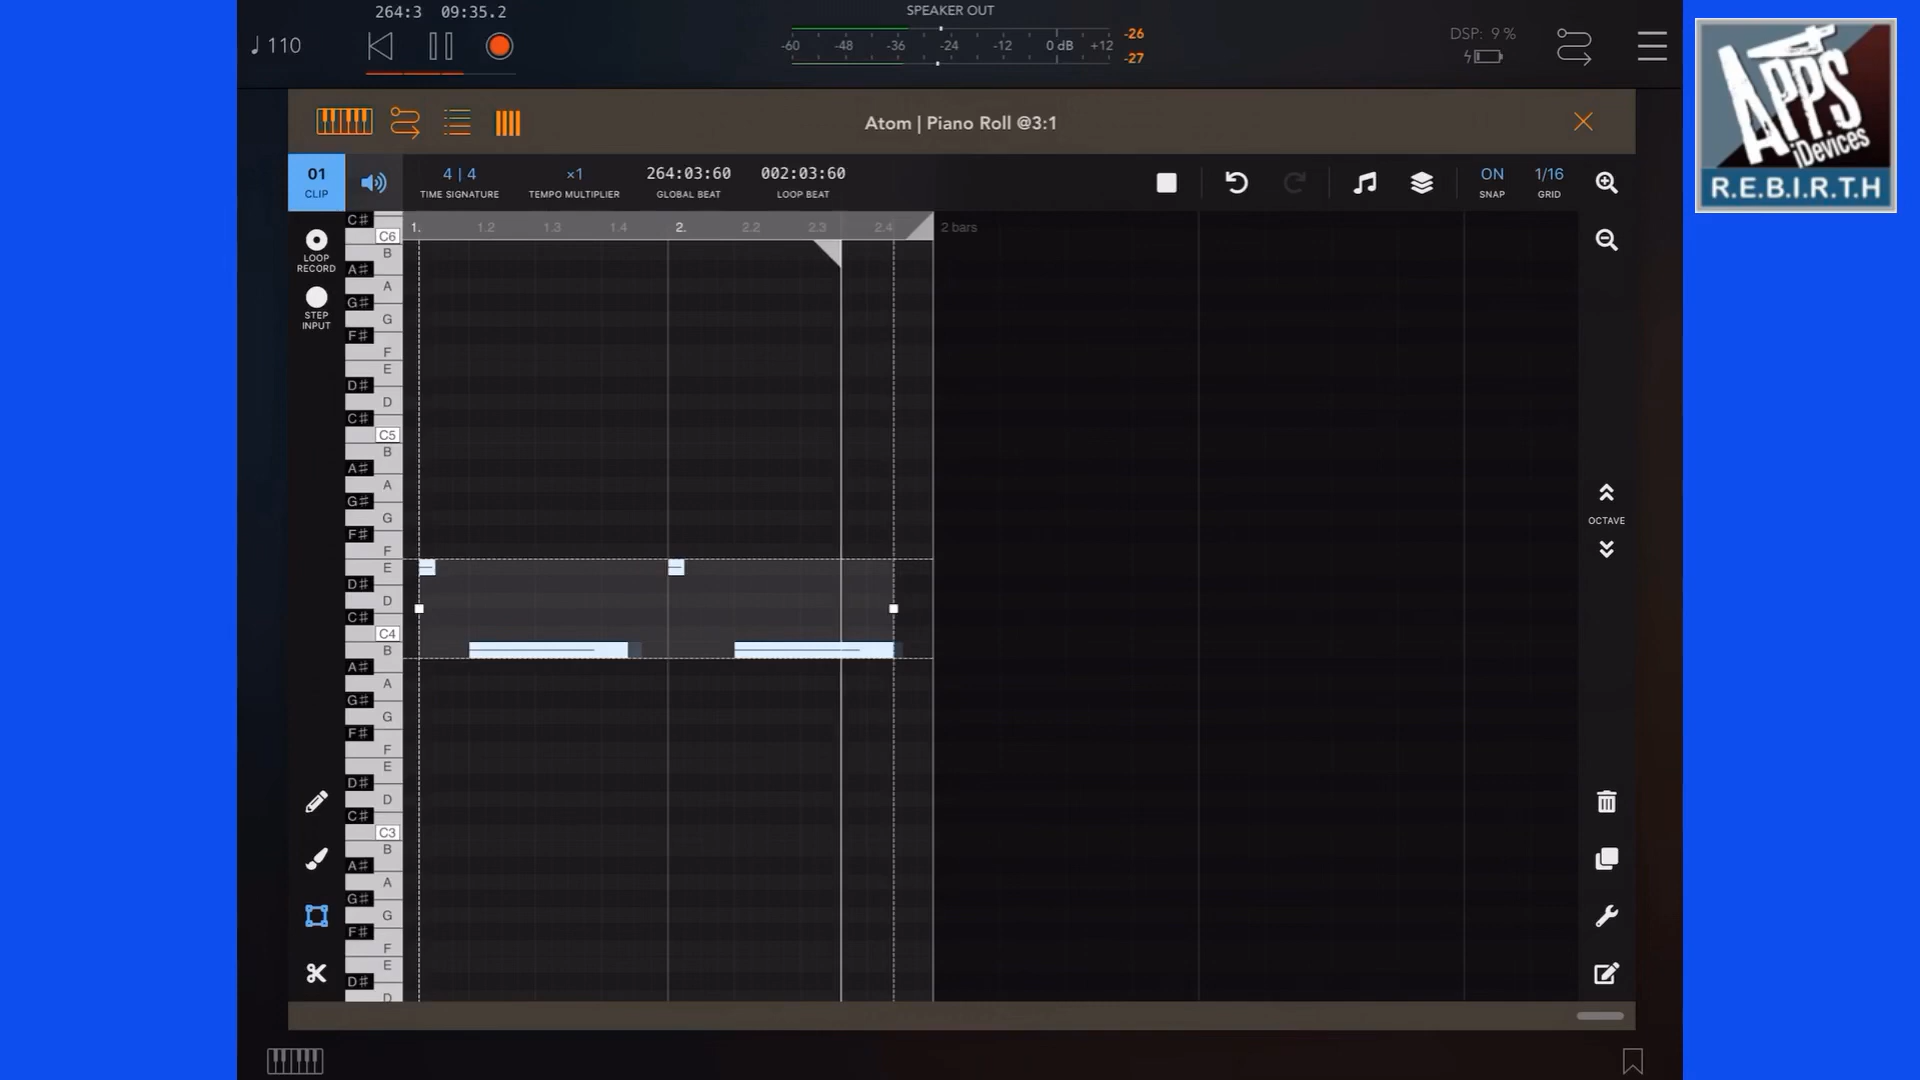 264:3 09:35.2
SPEAKER OUT
♩ 110
-60 -48 -36 -24 -12 0 dB +12
-26
-27
DSP: 9 %
APPS
iDevices
R.E.B.I.R.T.H
Atom | Piano Roll @3:1
01
CLIP
4 | 4
TIME SIGNATURE
×1
TEMPO MULTIPLIER
264:03:60
GLOBAL BEAT
002:03:60
LOOP BEAT
ON
SNAP
1/16
GRID
1. 1.2 1.3 1.4 2. 2.2 2.3 2.4 2 bars
LOOP
RECORD
STEP
INPUT
OCTAVE
C#
C6
B
A#
A
G#
G
F#
F
E
D#
D
C#
C5
B
A#
A
G#
G
F#
F
E
D#
D
C#
C4
B
A#
A
G#
G
F#
F
E
D#
D
C#
C3
B
A#
A
G#
G
F#
F
E
D#
D